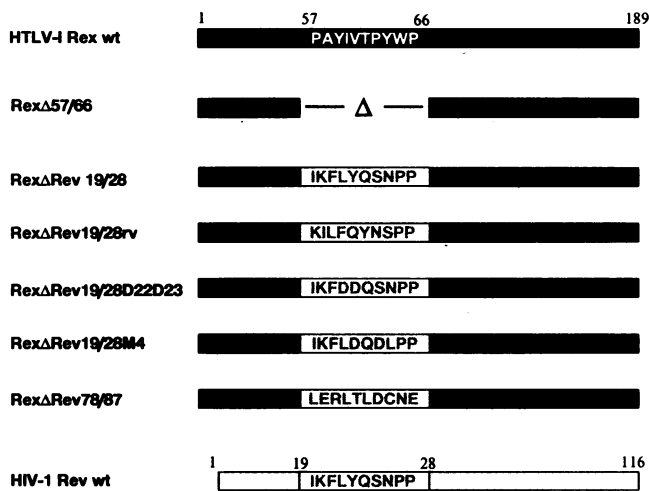 1 57 66 189
HTLV-I Rex wt PAYIVTPYWP
RexΔ57/66 Δ
RexΔRev 19/28 IKFLYQSNPP
RexΔRev19/28rv KILFQYNSPP
RexΔRev19/28D22D23 IKFDDQSNPP
RexΔRev19/28M4 IKFLDQDLPP
RexΔRev78/87 LERLTLDCNE
1 19 28 116
HIV-1 Rev wt IKFLYQSNPP